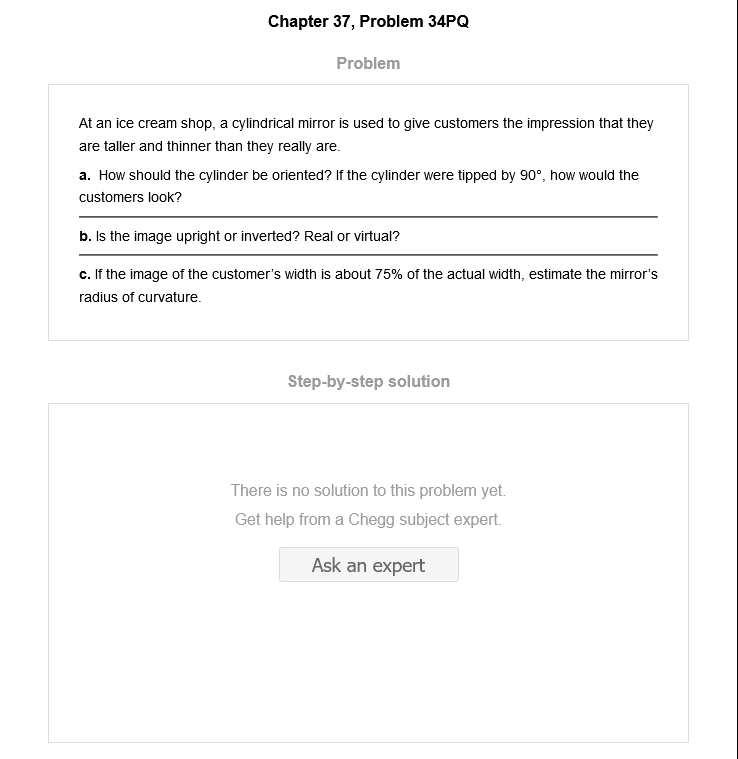 Chapter 37, Problem 34PQ
Problem
At an ice cream shop, a cylindrical mirror is used to give customers the impression that they
are taller and thinner than they really are.
a. How should the cylinder be oriented? If the cylinder were tipped by 90°, how would the
customers look?
b. Is the image upright or inverted? Real or virtual?
c. If the image of the customer's width is about 75% of the actual width, estimate the mirror's
radius of curvature.
Step-by-step solution
There is no solution to this problem yet.
Get help from a Chegg subject expert.
Ask an expert